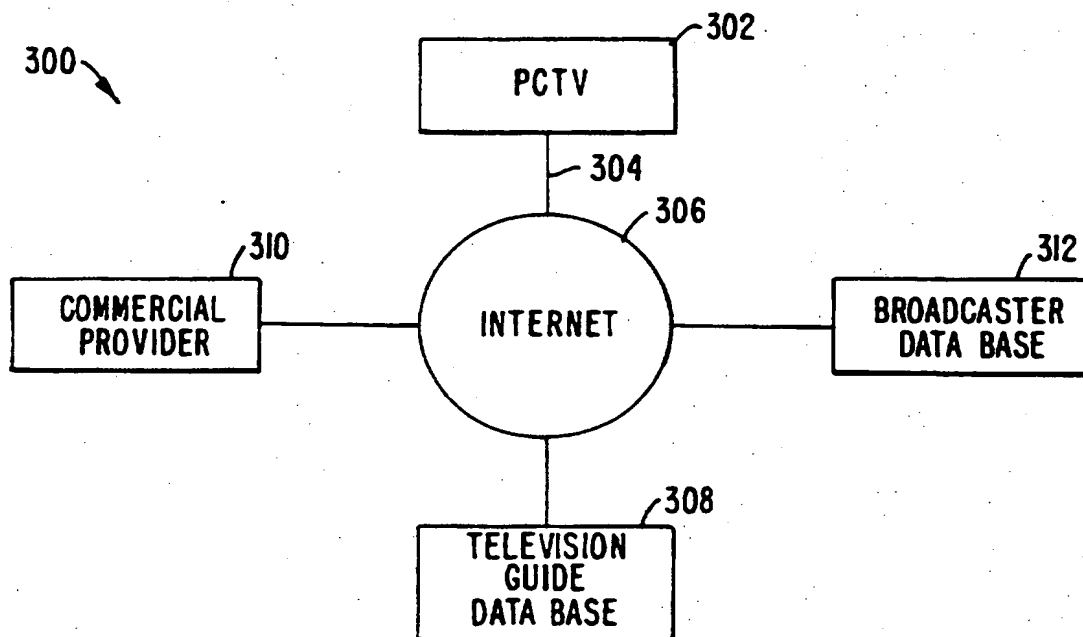 300
302
PCTV
304
306
310
COMMERCIAL
PROVIDER
INTERNET
312
BROADCASTER
DATA BASE
308
TELEVISION
GUIDE
DATA BASE